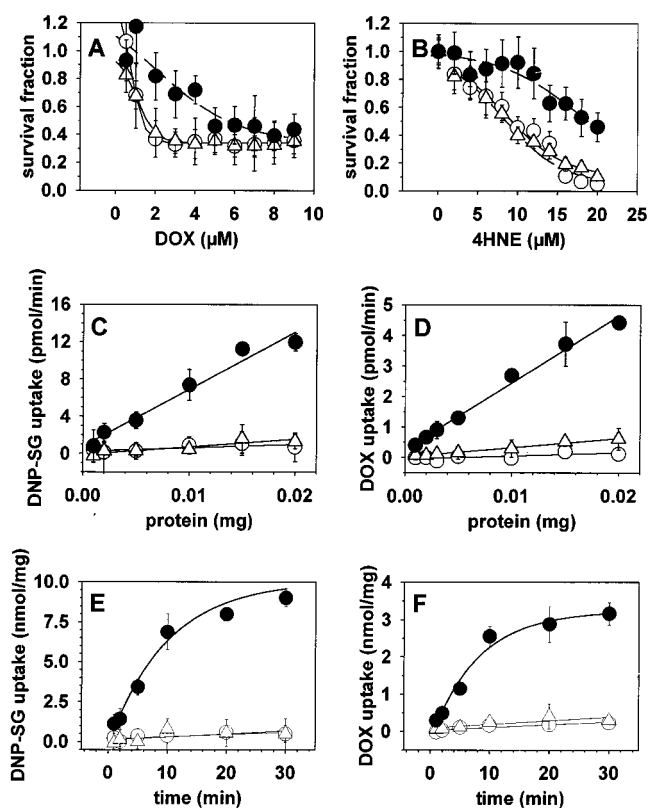 A
survival fraction
1.2
1.0
0.8
0.6
0.4
0.2
0.0
0 2 4 6 8 10
DOX (µM)
B
survival fraction
1.2
1.0
0.8
0.6
0.4
0.2
0.0
0 5 10 15 20 25
4HNE (µM)
C
DNP-SG uptake (pmol/min)
16
12
8
4
0
0.00 0.01 0.02
protein (mg)
D
DOX uptake (pmol/min)
5
4
3
2
1
0
0.00 0.01 0.02
protein (mg)
E
DNP-SG uptake (nmol/mg)
10.0
7.5
5.0
2.5
0.0
0 10 20 30
time (min)
F
DOX uptake (nmol/mg)
4
3
2
1
0
0 10 20 30
time (min)